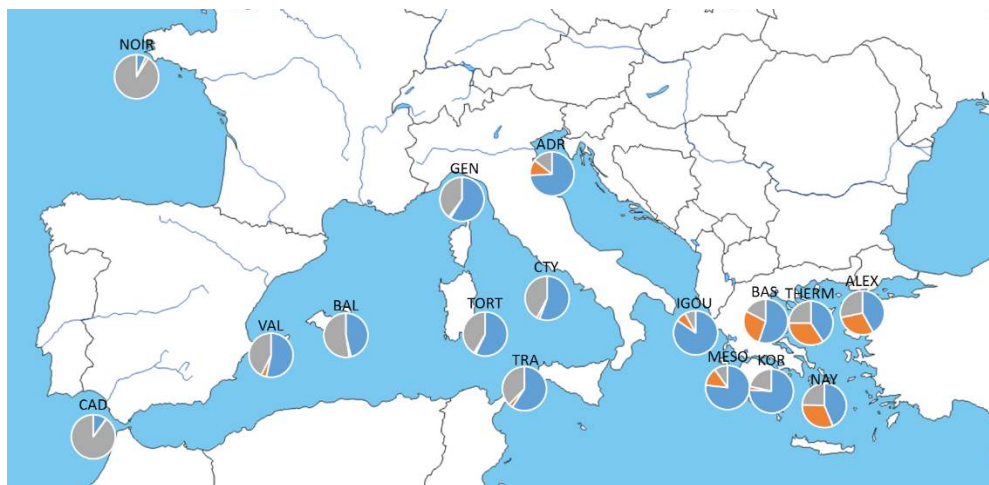 NOIR
ADR
GEN
CTY
TORT
BAL
VAL
TRA
CAD
IGOU
BAS
THERM
ALEX
MESO
KOR
NAY